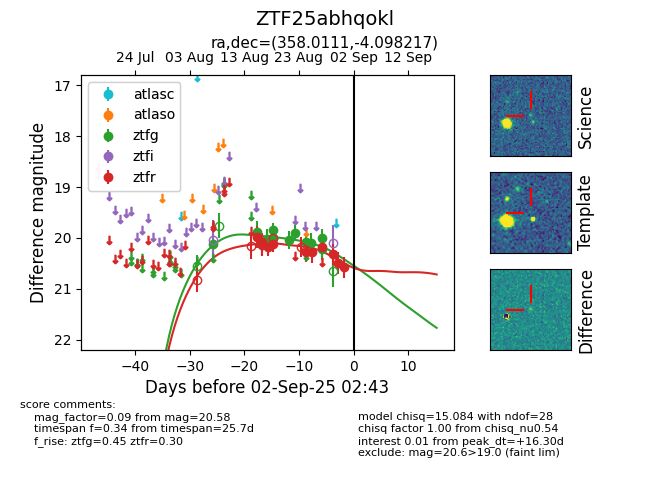 ZTF25abhqokl
ra,dec=(358.0111,-4.098217)
24 Jul 03 Aug 13 Aug 23 Aug 02 Sep 12 Sep
17
18
19
20
21
22
Difference magnitude
atlasc
atlaso
ztfg
ztfi
ztfr
−40 −30 −20 −10 0 10
Days before 02-Sep-25 02:43
Science
Template
Difference
score comments:
mag_factor=0.09 from mag=20.58
timespan f=0.34 from timespan=25.7d
f_rise: ztfg=0.45 ztfr=0.30
model chisq=15.084 with ndof=28
chisq factor 1.00 from chisq_nu0.54
interest 0.01 from peak_dt=+16.30d
exclude: mag=20.6>19.0 (faint lim)